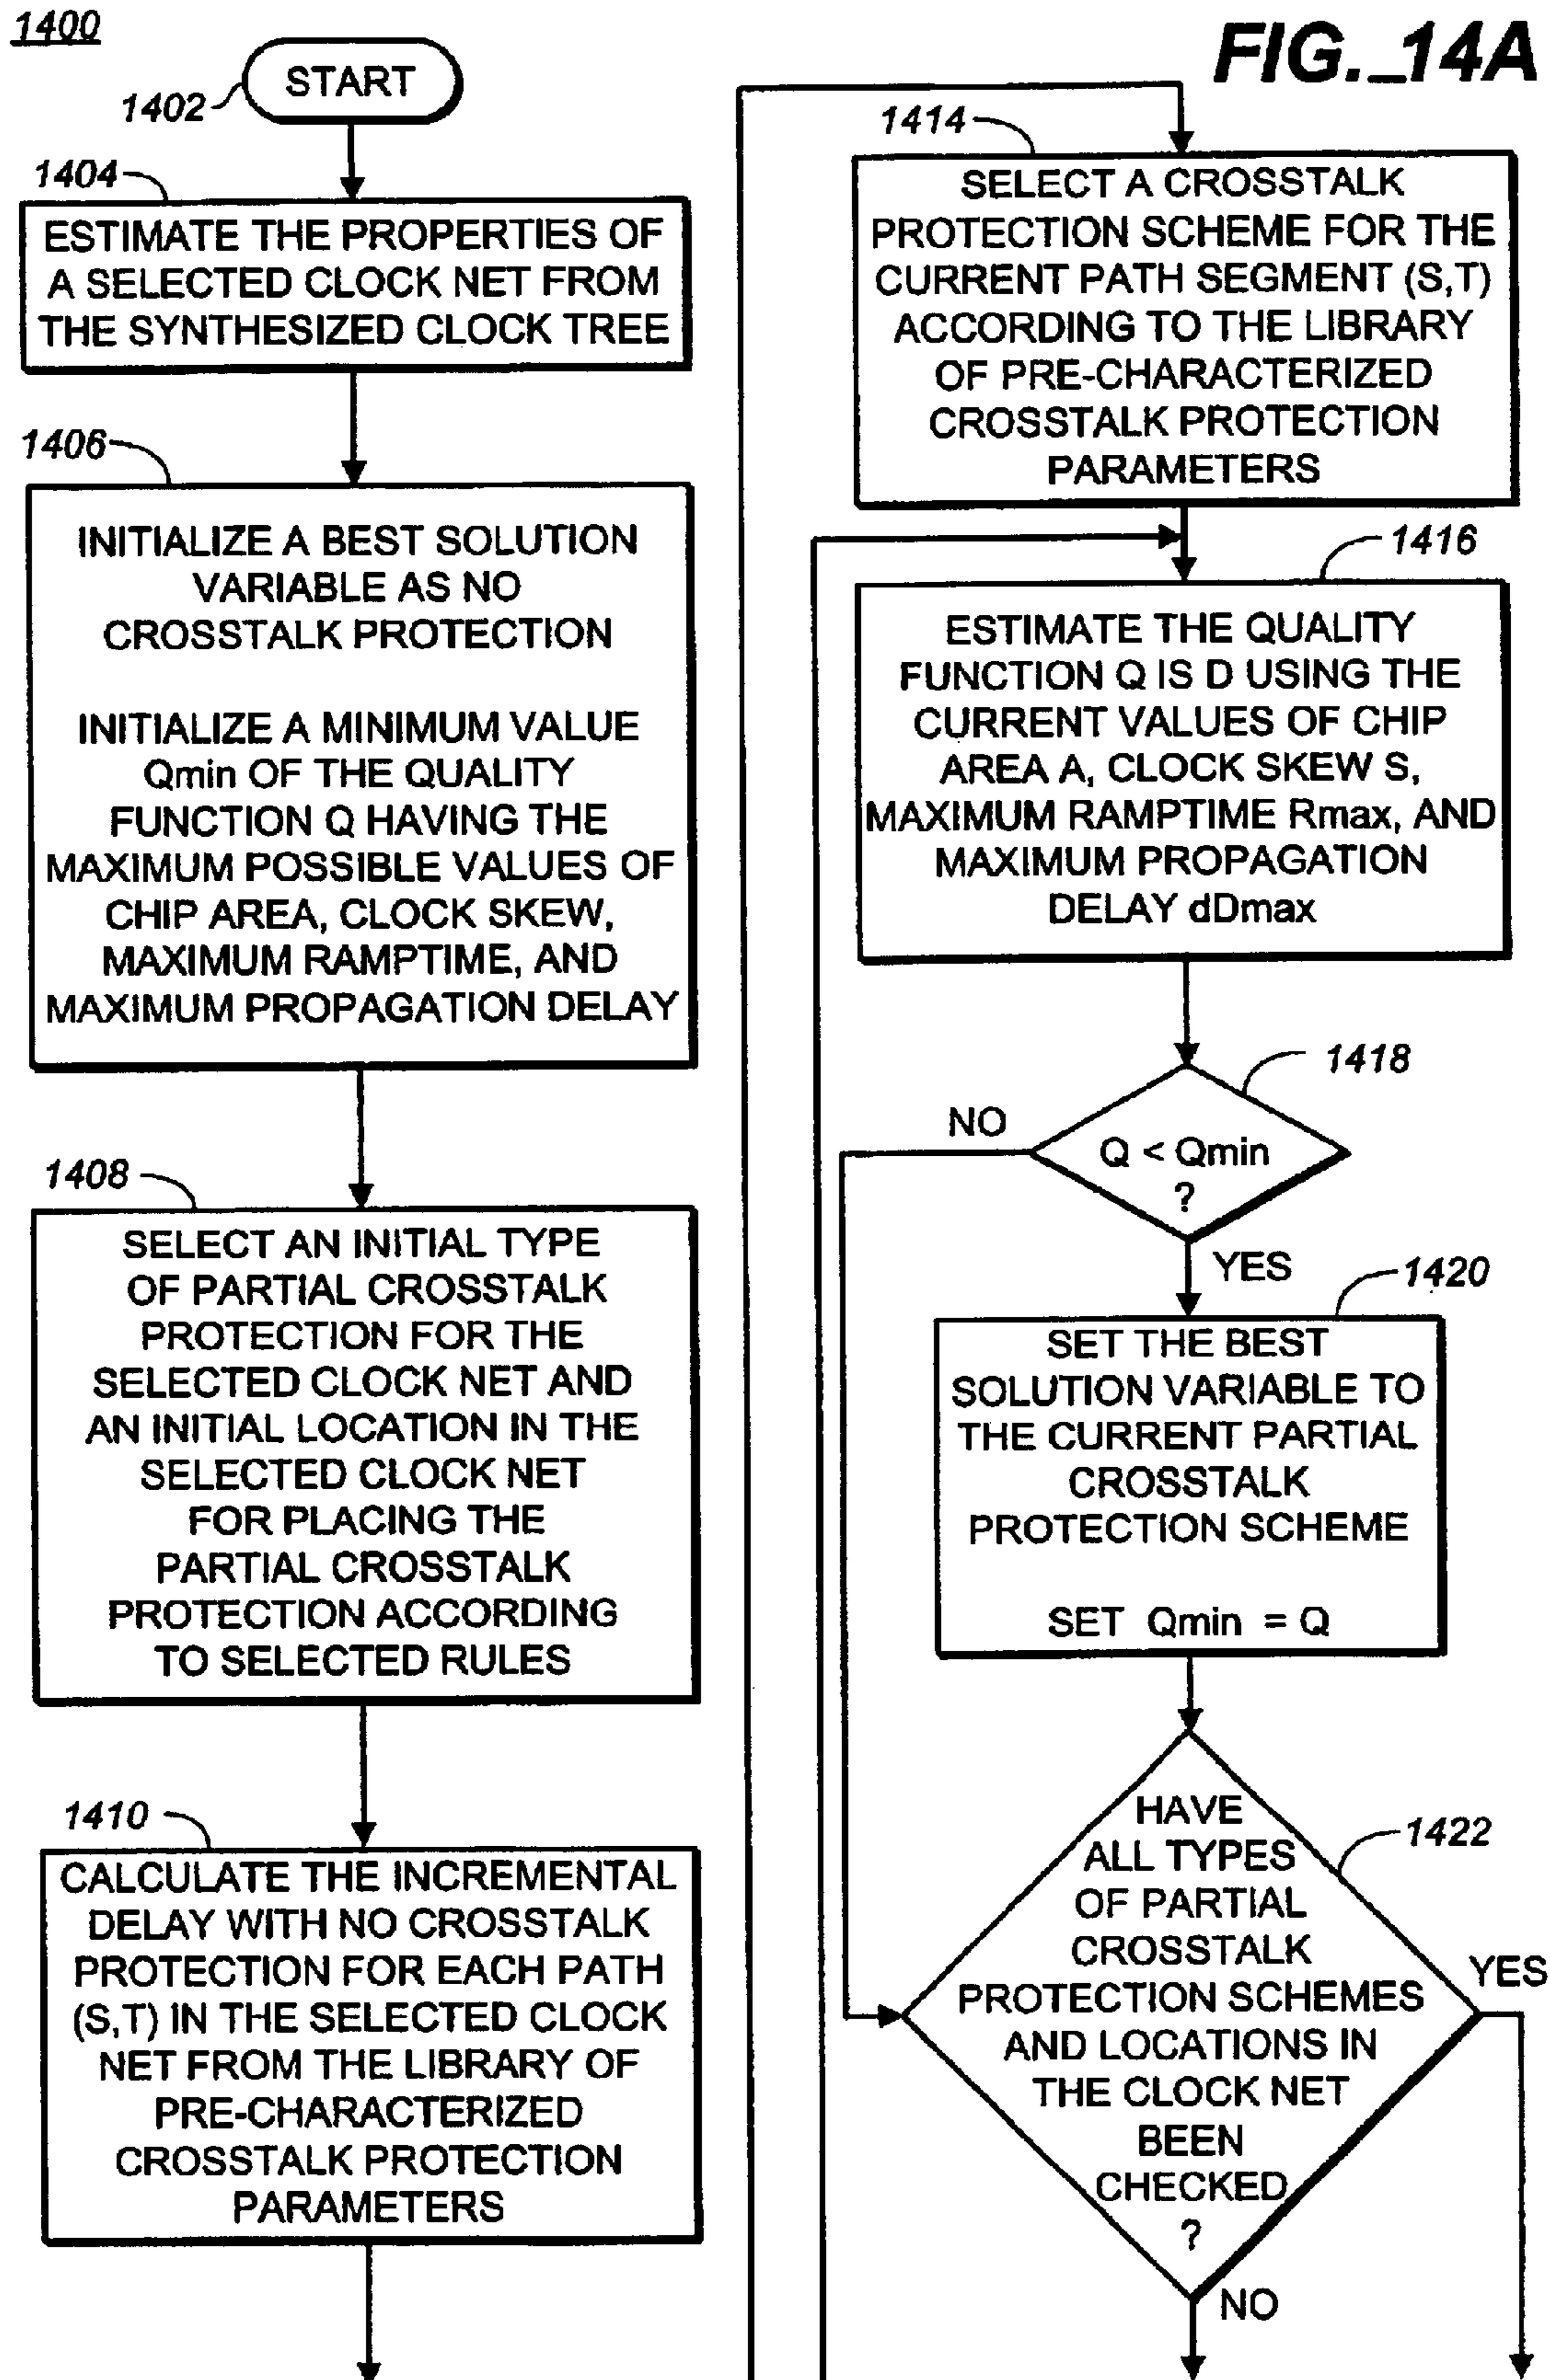 1400
FIG._14A
START
1402
1404
ESTIMATE THE PROPERTIES OF
A SELECTED CLOCK NET FROM
THE SYNTHESIZED CLOCK TREE
1406
INITIALIZE A BEST SOLUTION
VARIABLE AS NO
CROSSTALK PROTECTION
INITIALIZE A MINIMUM VALUE
Qmin OF THE QUALITY
FUNCTION Q HAVING THE
MAXIMUM POSSIBLE VALUES OF
CHIP AREA, CLOCK SKEW,
MAXIMUM RAMPTIME, AND
MAXIMUM PROPAGATION DELAY
1408
SELECT AN INITIAL TYPE
OF PARTIAL CROSSTALK
PROTECTION FOR THE
SELECTED CLOCK NET AND
AN INITIAL LOCATION IN THE
SELECTED CLOCK NET
FOR PLACING THE
PARTIAL CROSSTALK
PROTECTION ACCORDING
TO SELECTED RULES
1410
CALCULATE THE INCREMENTAL
DELAY WITH NO CROSSTALK
PROTECTION FOR EACH PATH
(S,T) IN THE SELECTED CLOCK
NET FROM THE LIBRARY OF
PRE-CHARACTERIZED
CROSSTALK PROTECTION
PARAMETERS
1414
SELECT A CROSSTALK
PROTECTION SCHEME FOR THE
CURRENT PATH SEGMENT (S,T)
ACCORDING TO THE LIBRARY
OF PRE-CHARACTERIZED
CROSSTALK PROTECTION
PARAMETERS
1416
ESTIMATE THE QUALITY
FUNCTION Q IS D USING THE
CURRENT VALUES OF CHIP
AREA A, CLOCK SKEW S,
MAXIMUM RAMPTIME Rmax, AND
MAXIMUM PROPAGATION
DELAY dDmax
1418
NO
Q < Qmin
?
YES
1420
SET THE BEST
SOLUTION VARIABLE TO
THE CURRENT PARTIAL
CROSSTALK
PROTECTION SCHEME
SET Qmin = Q
1422
HAVE
ALL TYPES
OF PARTIAL
CROSSTALK
PROTECTION SCHEMES
AND LOCATIONS IN
THE CLOCK NET
BEEN
CHECKED
?
YES
NO